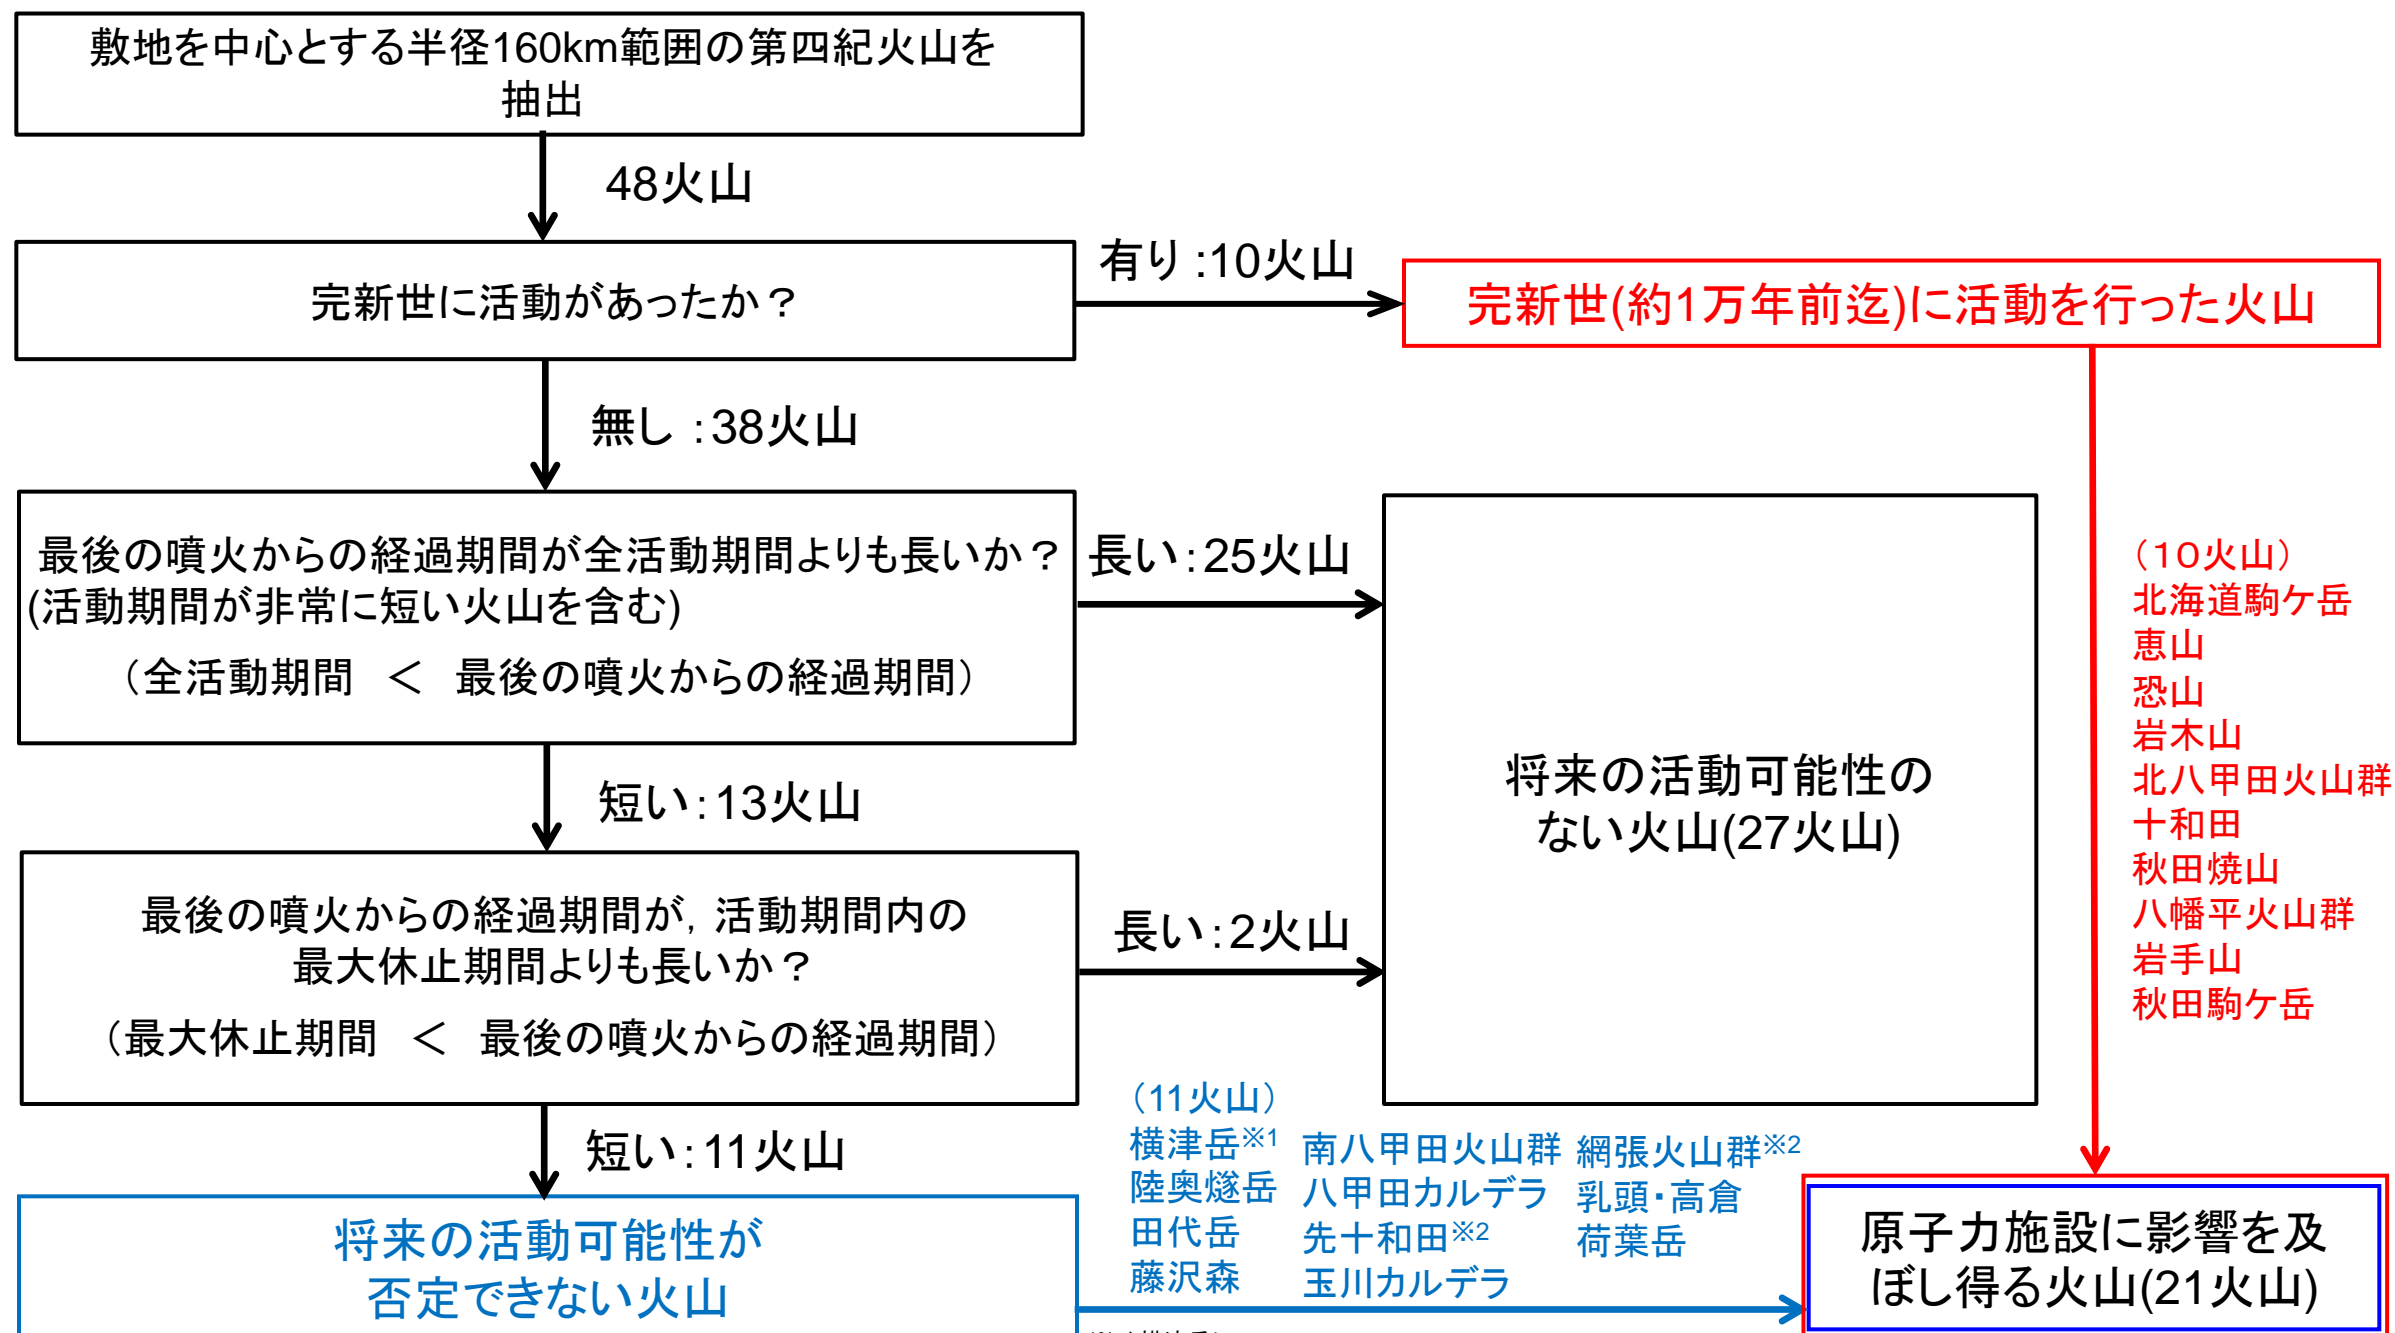 敷地を中心とする半径160km範囲の第四紀火山を
抽出
48火山
完新世に活動があったか？
有り:10火山
完新世(約1万年前迄)に活動を行った火山
無し：38火山
最後の噴火からの経過期間が全活動期間よりも長いか？
(活動期間が非常に短い火山を含む)
（全活動期間　＜　最後の噴火からの経過期間）
長い：25火山
将来の活動可能性の
ない火山(27火山)
（１０火山）
北海道駒ケ岳
恵山
恐山
岩木山
北八甲田火山群
十和田
秋田焼山
八幡平火山群
岩手山
秋田駒ケ岳
短い：13火山
最後の噴火からの経過期間が，活動期間内の
最大休止期間よりも長いか？
（最大休止期間　＜　最後の噴火からの経過期間）
長い：2火山
短い：11火山
（11火山）
横津岳※1
陸奥燧岳
田代岳
藤沢森
南八甲田火山群
八甲田カルデラ
先十和田※2
玉川カルデラ
網張火山群※2
乳頭・高倉
荷葉岳
将来の活動可能性が
否定できない火山
原子力施設に影響を及
ぼし得る火山(21火山)